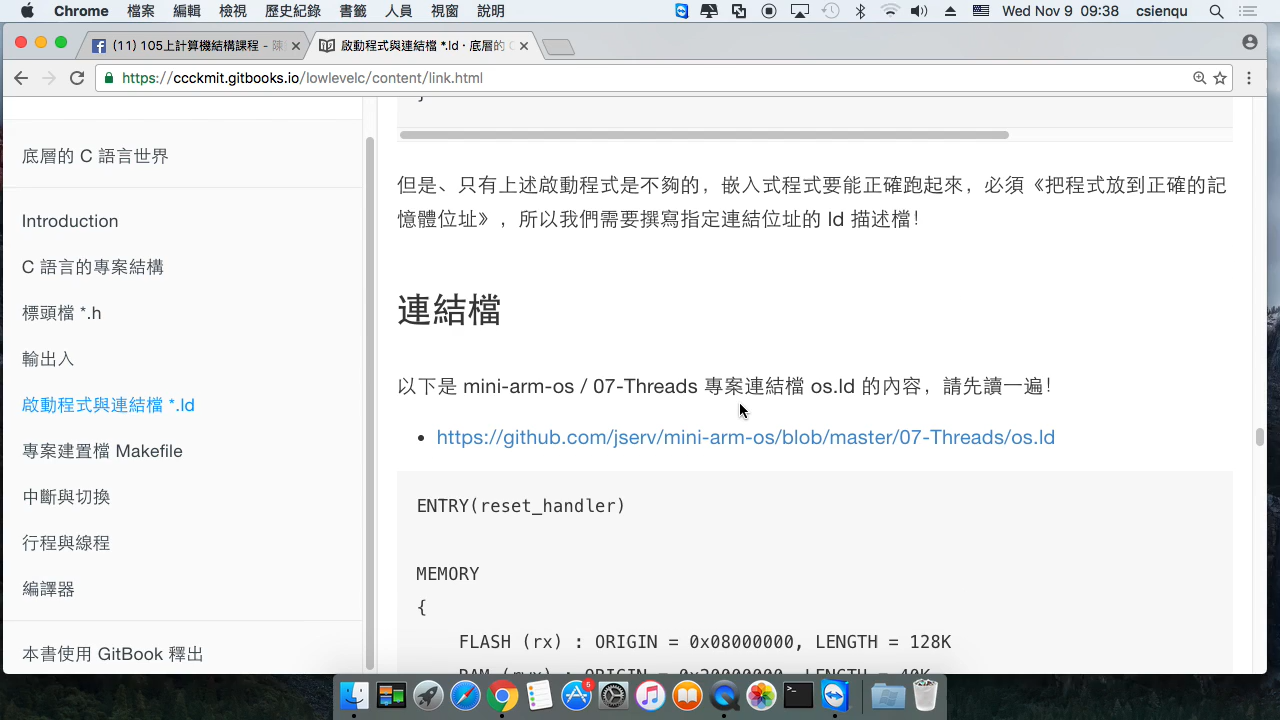 Chrome 檔案 編輯 檢視 歷史紀錄 書籤 人員 視窗 說明 Wed Nov 9 09:38 csienqu
(11) 105上計算機結構課程 - 陳
啟動程式與連結檔 *.ld · 底層的 C
https://ccckmit.gitbooks.io/lowlevelc/content/link.html
底層的 C 語言世界
Introduction
C 語言的專案結構
標頭檔 *.h
輸出入
啟動程式與連結檔 *.ld
專案建置檔 Makefile
中斷與切換
行程與線程
編譯器
本書使用 GitBook 釋出
}
但是、只有上述啟動程式是不夠的，嵌入式程式要能正確跑起來，必須《把程式放到正確的記
憶體位址》，所以我們需要撰寫指定連結位址的 ld 描述檔！
連結檔
以下是 mini-arm-os / 07-Threads 專案連結檔 os.ld 的內容，請先讀一遍！
• https://github.com/jserv/mini-arm-os/blob/master/07-Threads/os.ld
ENTRY(reset_handler)
MEMORY
{
FLASH (rx) : ORIGIN = 0x08000000, LENGTH = 128K
RAM (rwx) : ORIGIN = 0x20000000, LENGTH = 40K
6